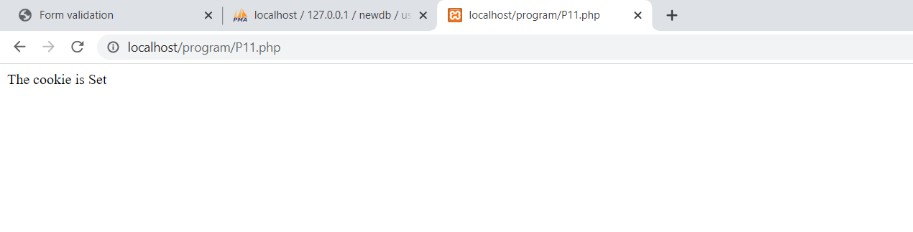 Form validation
localhost / 127.0.0.1 / newdb / us
localhost/program/P11.php
localhost/program/P11.php
The cookie is Set